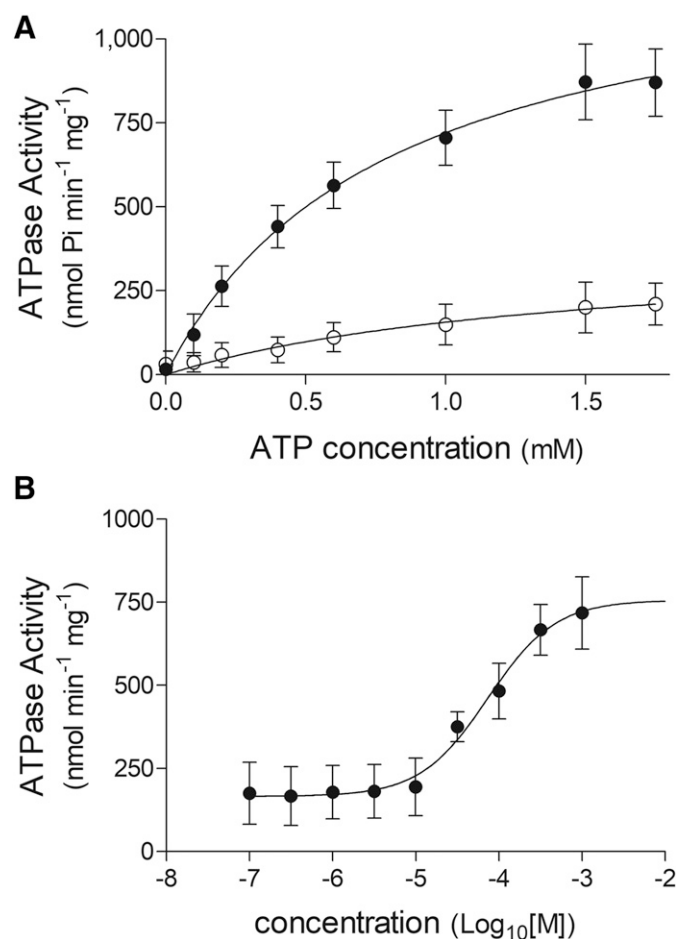 A
1,000
750
500
250
0
ATPase Activity
(nmol Pi min⁻¹ mg⁻¹)
0.0 0.5 1.0 1.5
ATP concentration (mM)
B
1000
750
500
250
0
ATPase Activity
(nmol min⁻¹ mg⁻¹)
-8 -7 -6 -5 -4 -3 -2
concentration (Log₁₀[M])